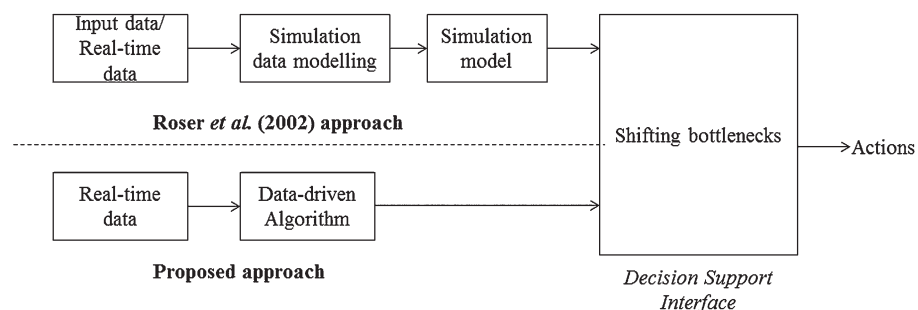 Input data/
Real-time
data
Simulation
data modelling
Simulation
model
Roser et al. (2002) approach
Shifting bottlenecks
Actions
Real-time
data
Data-driven
Algorithm
Proposed approach
Decision Support
Interface